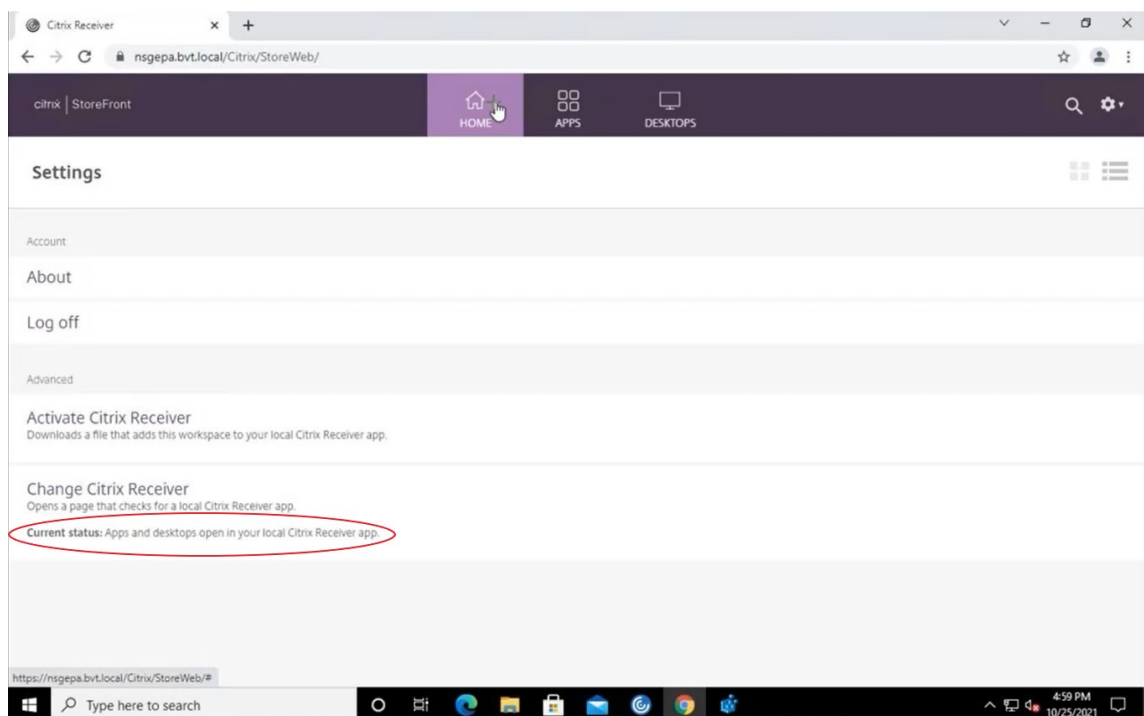 Citrix Receiver
nsgepa.bvt.local/Citrix/StoreWeb/
citrix | StoreFront
HOME
APPS
DESKTOPS
Settings
Account
About
Log off
Advanced
Activate Citrix Receiver
Downloads a file that adds this workspace to your local Citrix Receiver app.
Change Citrix Receiver
Opens a page that checks for a local Citrix Receiver app.
Current status: Apps and desktops open in your local Citrix Receiver app.
https://nsgepa.bvt.local/Citrix/StoreWeb/#
Type here to search
4:59 PM
10/25/2021